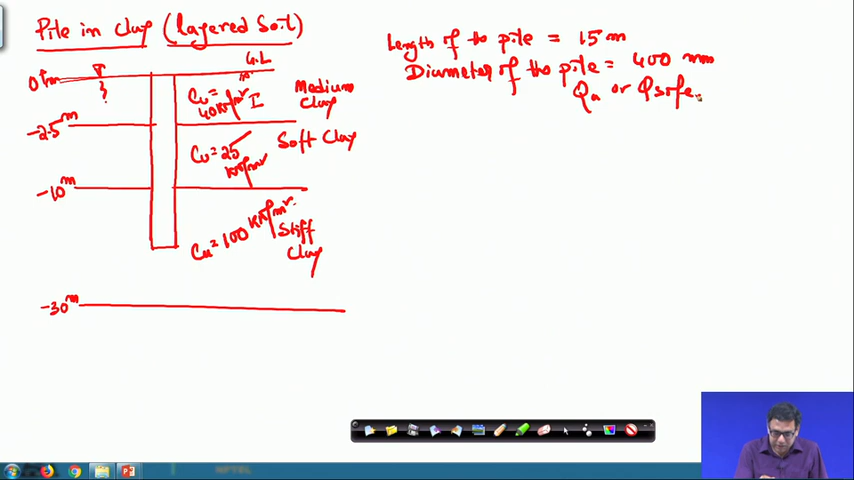 Pile in clay (layered Soil)
Length of the pile = 15 m
Diameter of the pile = 400 mm
Qa or Qsafe
0 m
G.L
Cu = 40 kN/m² I
Medium Clay
-2.5 m
Soft Clay
Cu = 25 kN/m²
-10 m
Cu = 100 kN/m²
Stiff Clay
-30 m
NPTEL